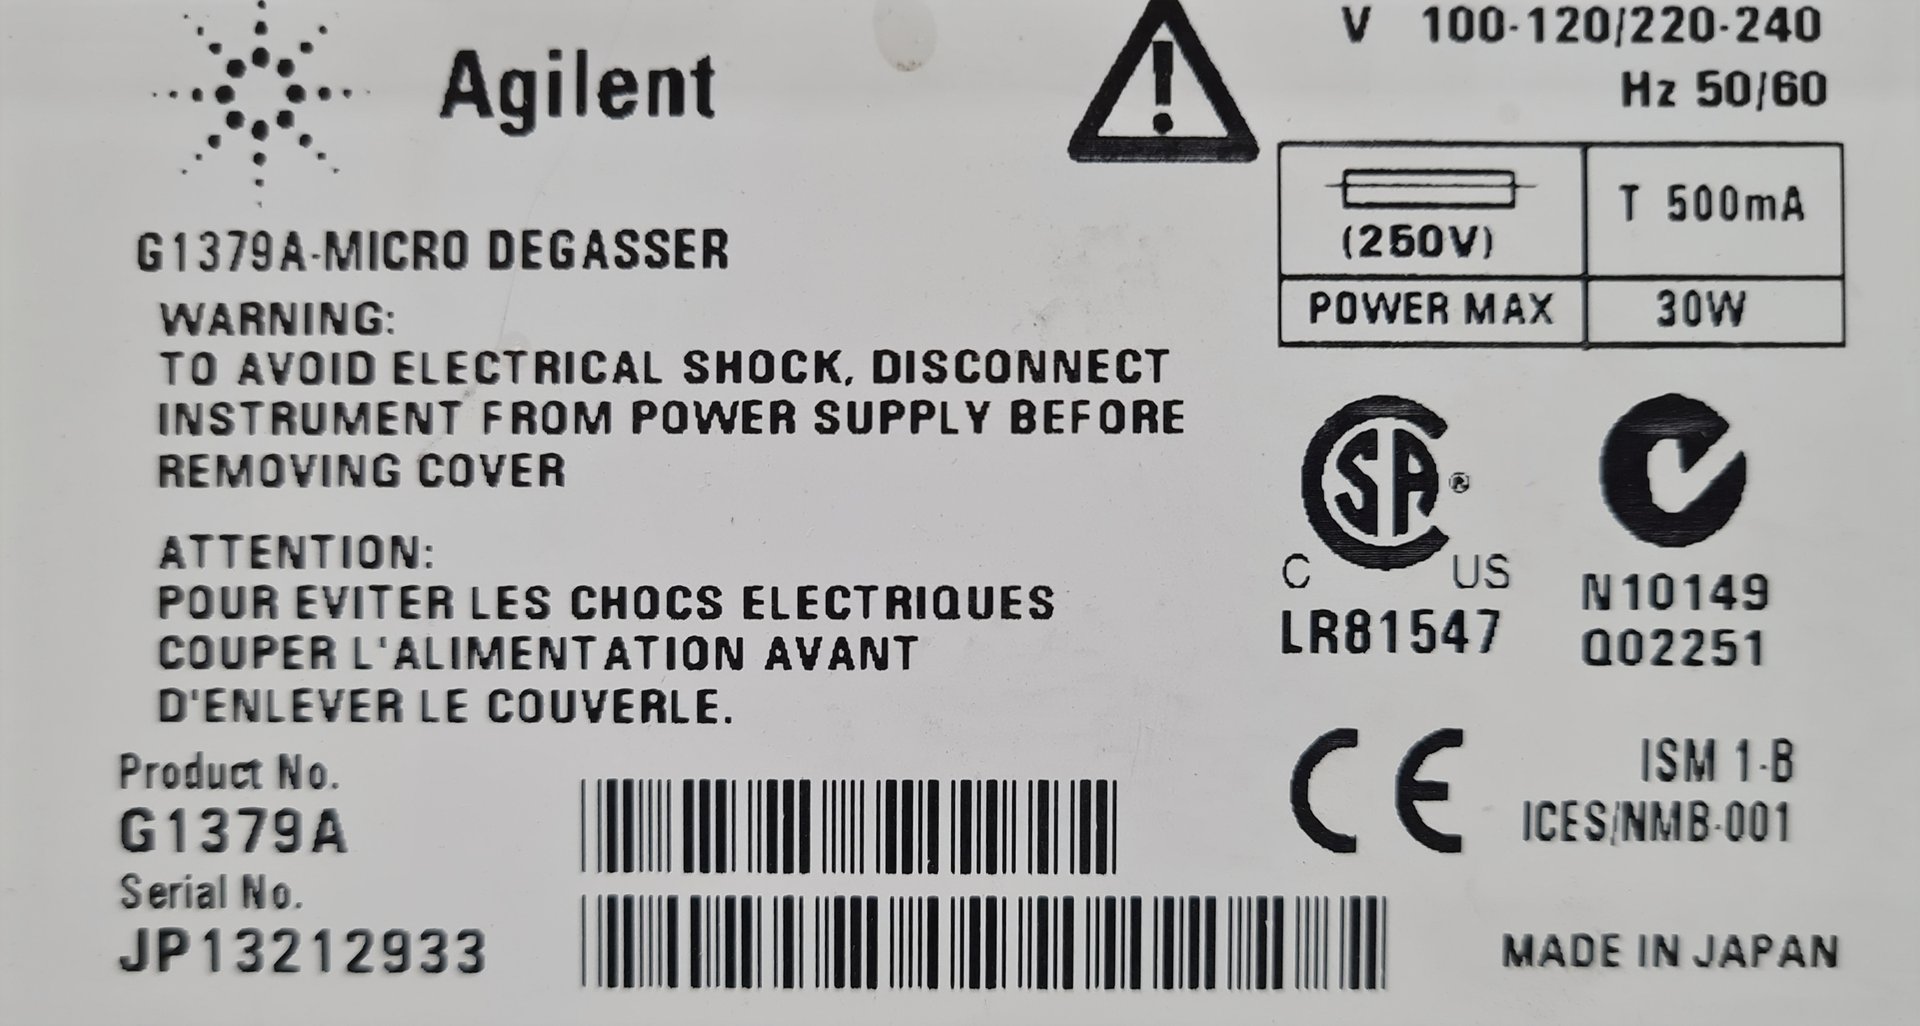 Agilent
V 100-120/220-240
Hz 50/60
T 500mA
(250V)
POWER MAX 30W
G1379A-MICRO DEGASSER
WARNING:
TO AVOID ELECTRICAL SHOCK, DISCONNECT
INSTRUMENT FROM POWER SUPPLY BEFORE
REMOVING COVER
ATTENTION:
POUR EVITER LES CHOCS ELECTRIQUES
COUPER L'ALIMENTATION AVANT
D'ENLEVER LE COUVERLE.
SA®
C US
LR81547
N10149
Q02251
Product No.
G1379A
Serial No.
JP13212933
CE
ISM 1-B
ICES/NMB-001
MADE IN JAPAN